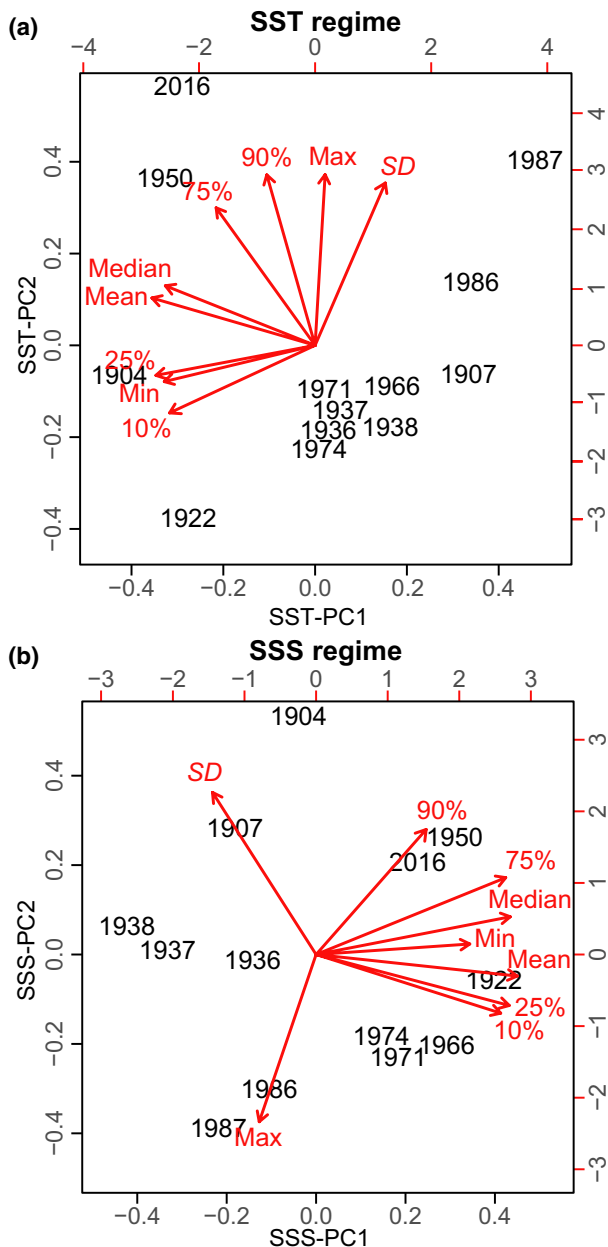 (a) SST regime
−4 −2 0 2 4
2016
90% Max SD
1987
1950
75%
Median
Mean
1986
25%
1904
Min
10%
1971 1966 1907
1937
1936 1938
1974
1922
0.4
0.2
0.0
−0.2
−0.4
SST-PC2
4
3
2
1
0
−1
−2
−3
−0.4 −0.2 0.0 0.2 0.4
SST-PC1
(b) SSS regime
−3 −2 −1 0 1 2 3
1904
SD
1907
90%
1950
2016
75%
Median
1938
1937
1936
Min
Mean
1922
25%
10%
1974 1966
1971
1986
1987
Max
0.4
0.2
0.0
−0.2
−0.4
SSS-PC2
3
2
1
0
−1
−2
−3
−0.4 −0.2 0.0 0.2 0.4
SSS-PC1